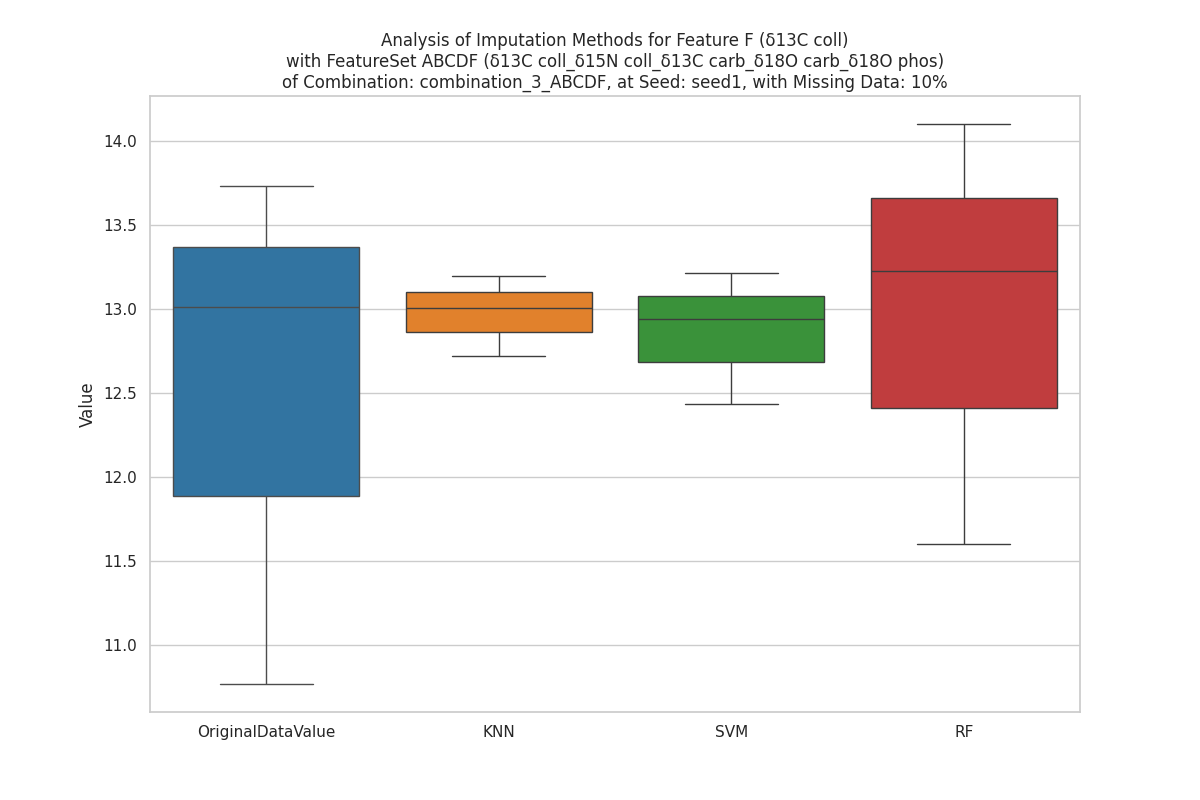 Analysis of Imputation Methods for Feature F (δ13C coll)
with FeatureSet ABCDF (δ13C coll_δ15N coll_δ13C carb_δ18O carb_δ18O phos)
of Combination: combination_3_ABCDF, at Seed: seed1, with Missing Data: 10%
14.0
13.5
13.0
12.5
12.0
11.5
11.0
Value
OriginalDataValue KNN SVM RF